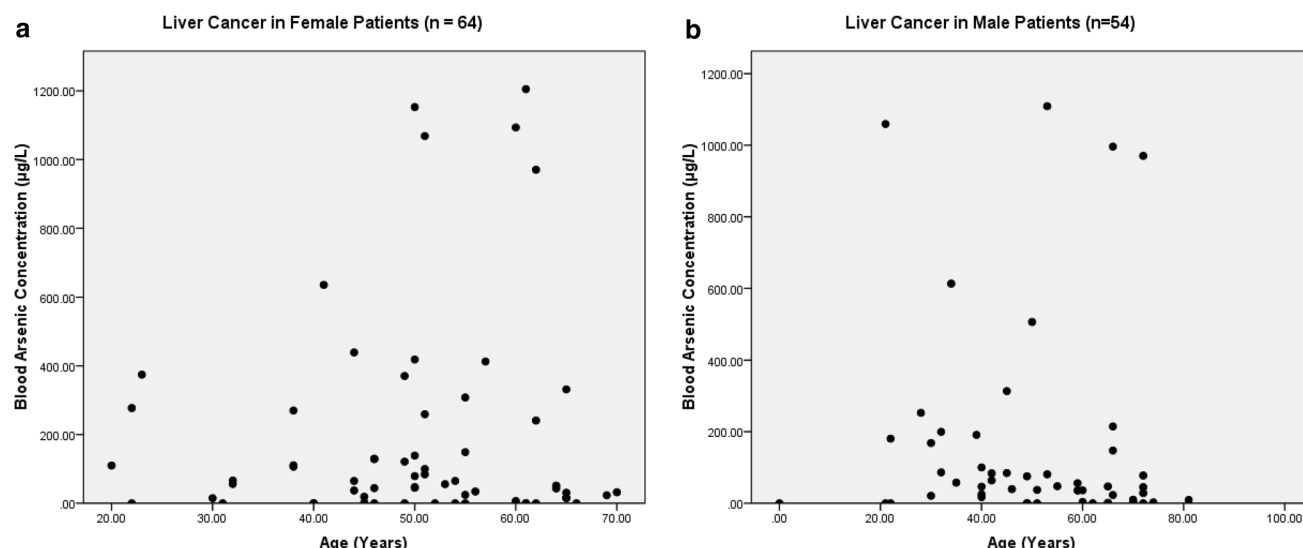 a
Liver Cancer in Female Patients (n = 64)
Blood Arsenic Concentration (µg/L)
1200.00
1000.00
800.00
600.00
400.00
200.00
.00
20.00 30.00 40.00 50.00 60.00 70.00
Age (Years)
b
Liver Cancer in Male Patients (n=54)
Blood Arsenic Concentration (µg/L)
1200.00
1000.00
800.00
600.00
400.00
200.00
.00
.00 20.00 40.00 60.00 80.00 100.00
Age (Years)